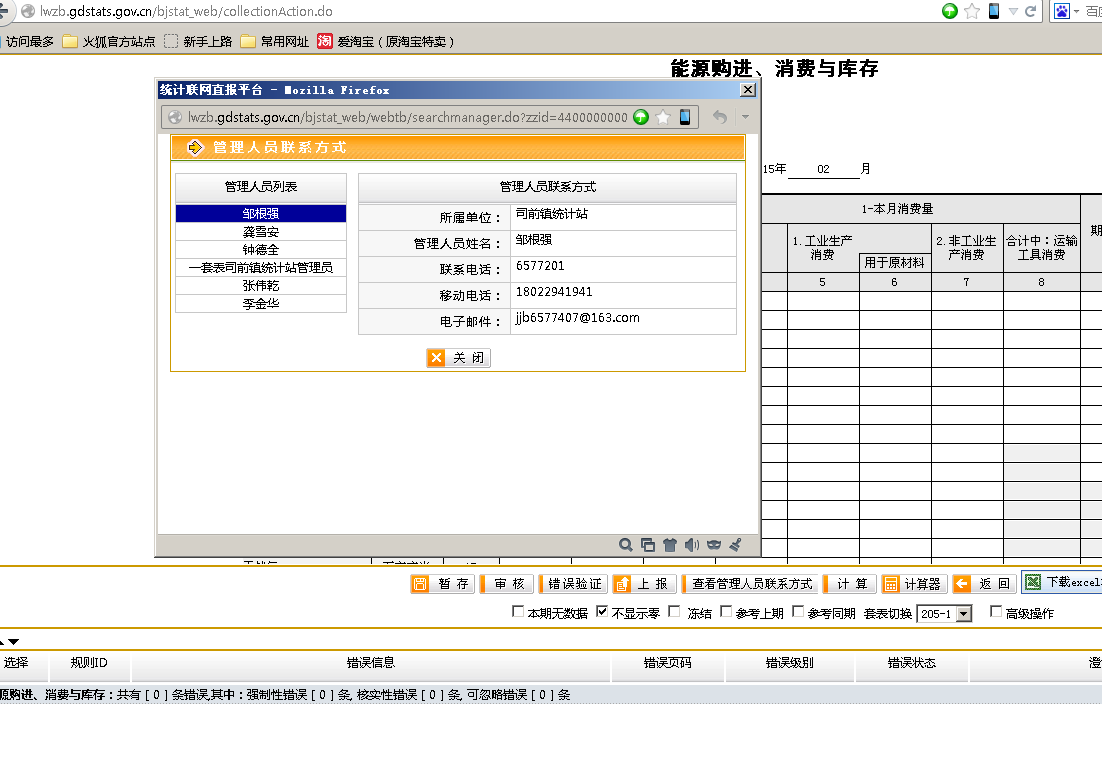 lwzb.gdstats.gov.cn/bjstat_web/collectionAction.do
访问最多 火狐官方站点 新手上路 常用网址 淘 爱淘宝（原淘宝特卖）
能源购进、消费与库存
统计联网直报平台 - Mozilla Firefox
lwzb.gdstats.gov.cn/bjstat_web/webtb/searchmanager.do?zzid=4400000000
管理人员联系方式
管理人员列表
邹根强
龚雪安
钟德全
一套表司前镇统计站管理员
张伟乾
李金华
管理人员联系方式
所属单位： 司前镇统计站
管理人员姓名： 邹根强
联系电话： 6577201
移动电话： 18022941941
电子邮件： jjb6577407@163.com
关 闭
15年 02 月
1-本月消费量
期
1.工业生产消费
用于原材料
2.非工业生产消费
合计中：运输工具消费
5 6 7 8
暂 存 审 核 错误验证 上 报 查看管理人员联系方式 计 算 计算器 返 回 下载excel
本期无数据 不显示零 冻结 参考上期 参考同期 套表切换 205-1 高级操作
选择 规则ID 错误信息 错误页码 错误级别 错误状态 澄
源购进、消费与库存：共有 [ 0 ] 条错误,其中：强制性错误 [ 0 ] 条, 核实性错误 [ 0 ] 条, 可忽略错误 [ 0 ] 条